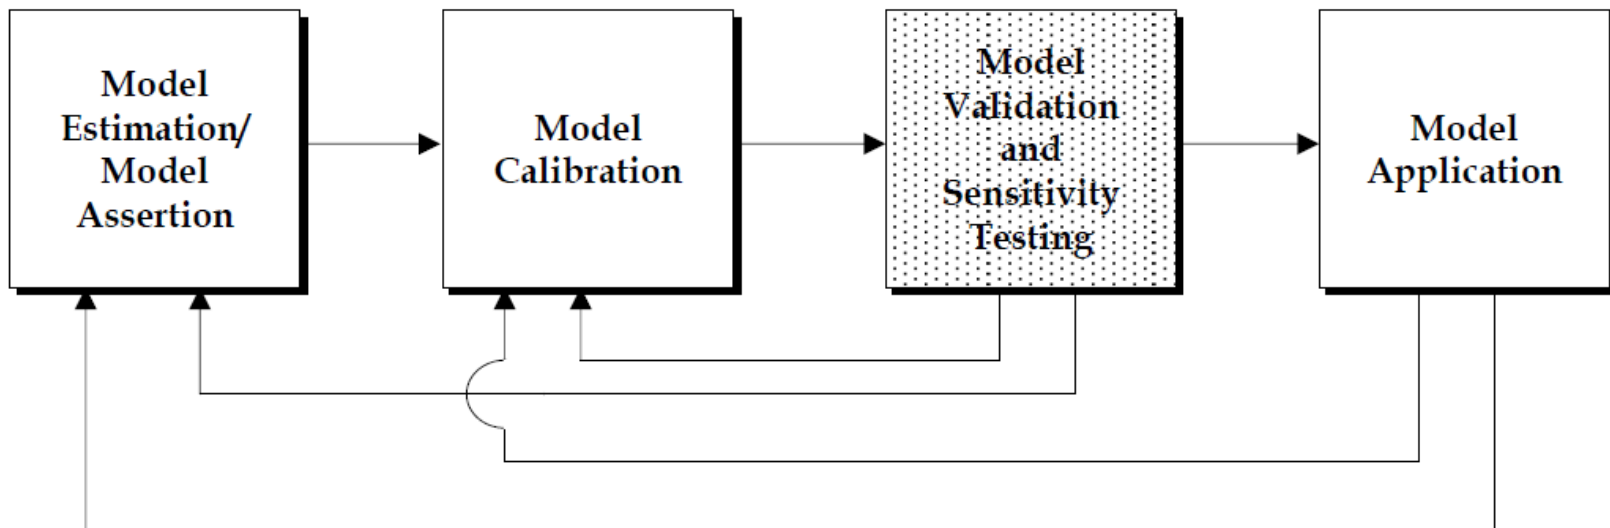 Model
Estimation/
Model
Assertion
Model
Calibration
Model
Validation
and
Sensitivity
Testing
Model
Application